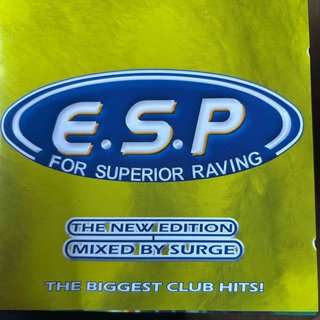 E.S.P
FOR SUPERIOR RAVING
THE NEW EDITION
MIXED BY SURGE
THE BIGGEST CLUB HITS!